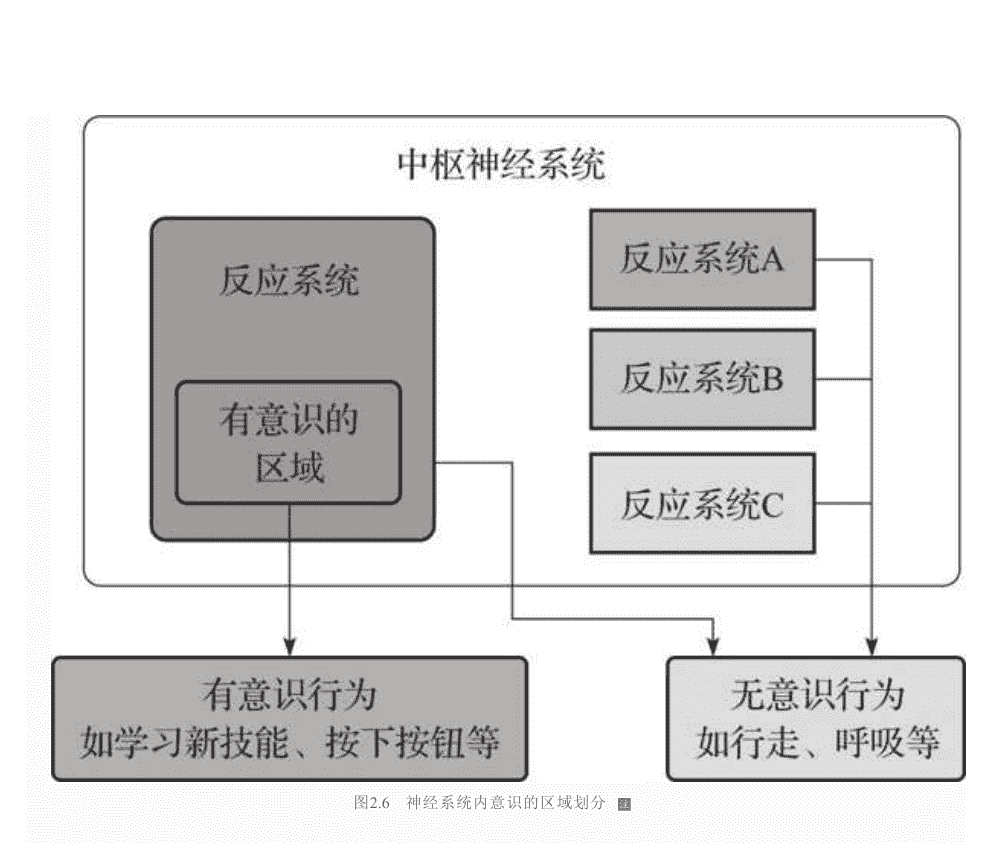 中枢神经系统
反应系统
有意识的
区域
反应系统A
反应系统B
反应系统C
有意识行为
如学习新技能、按下按钮等
无意识行为
如行走、呼吸等
图2.6 神经系统内意识的区域划分 注